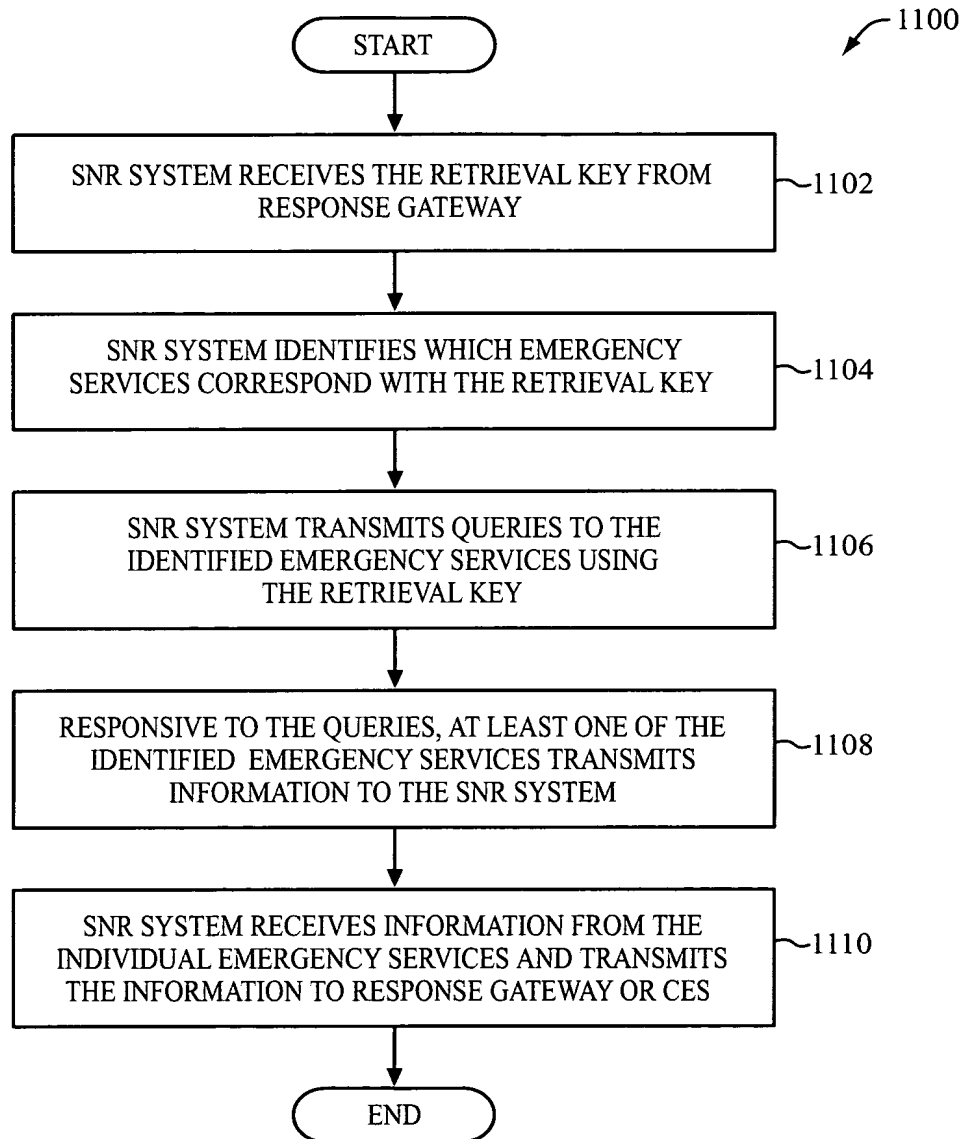 1100
START
SNR SYSTEM RECEIVES THE RETRIEVAL KEY FROM
RESPONSE GATEWAY
1102
SNR SYSTEM IDENTIFIES WHICH EMERGENCY
SERVICES CORRESPOND WITH THE RETRIEVAL KEY
1104
SNR SYSTEM TRANSMITS QUERIES TO THE
IDENTIFIED EMERGENCY SERVICES USING
THE RETRIEVAL KEY
1106
RESPONSIVE TO THE QUERIES, AT LEAST ONE OF THE
IDENTIFIED EMERGENCY SERVICES TRANSMITS
INFORMATION TO THE SNR SYSTEM
1108
SNR SYSTEM RECEIVES INFORMATION FROM THE
INDIVIDUAL EMERGENCY SERVICES AND TRANSMITS
THE INFORMATION TO RESPONSE GATEWAY OR CES
1110
END